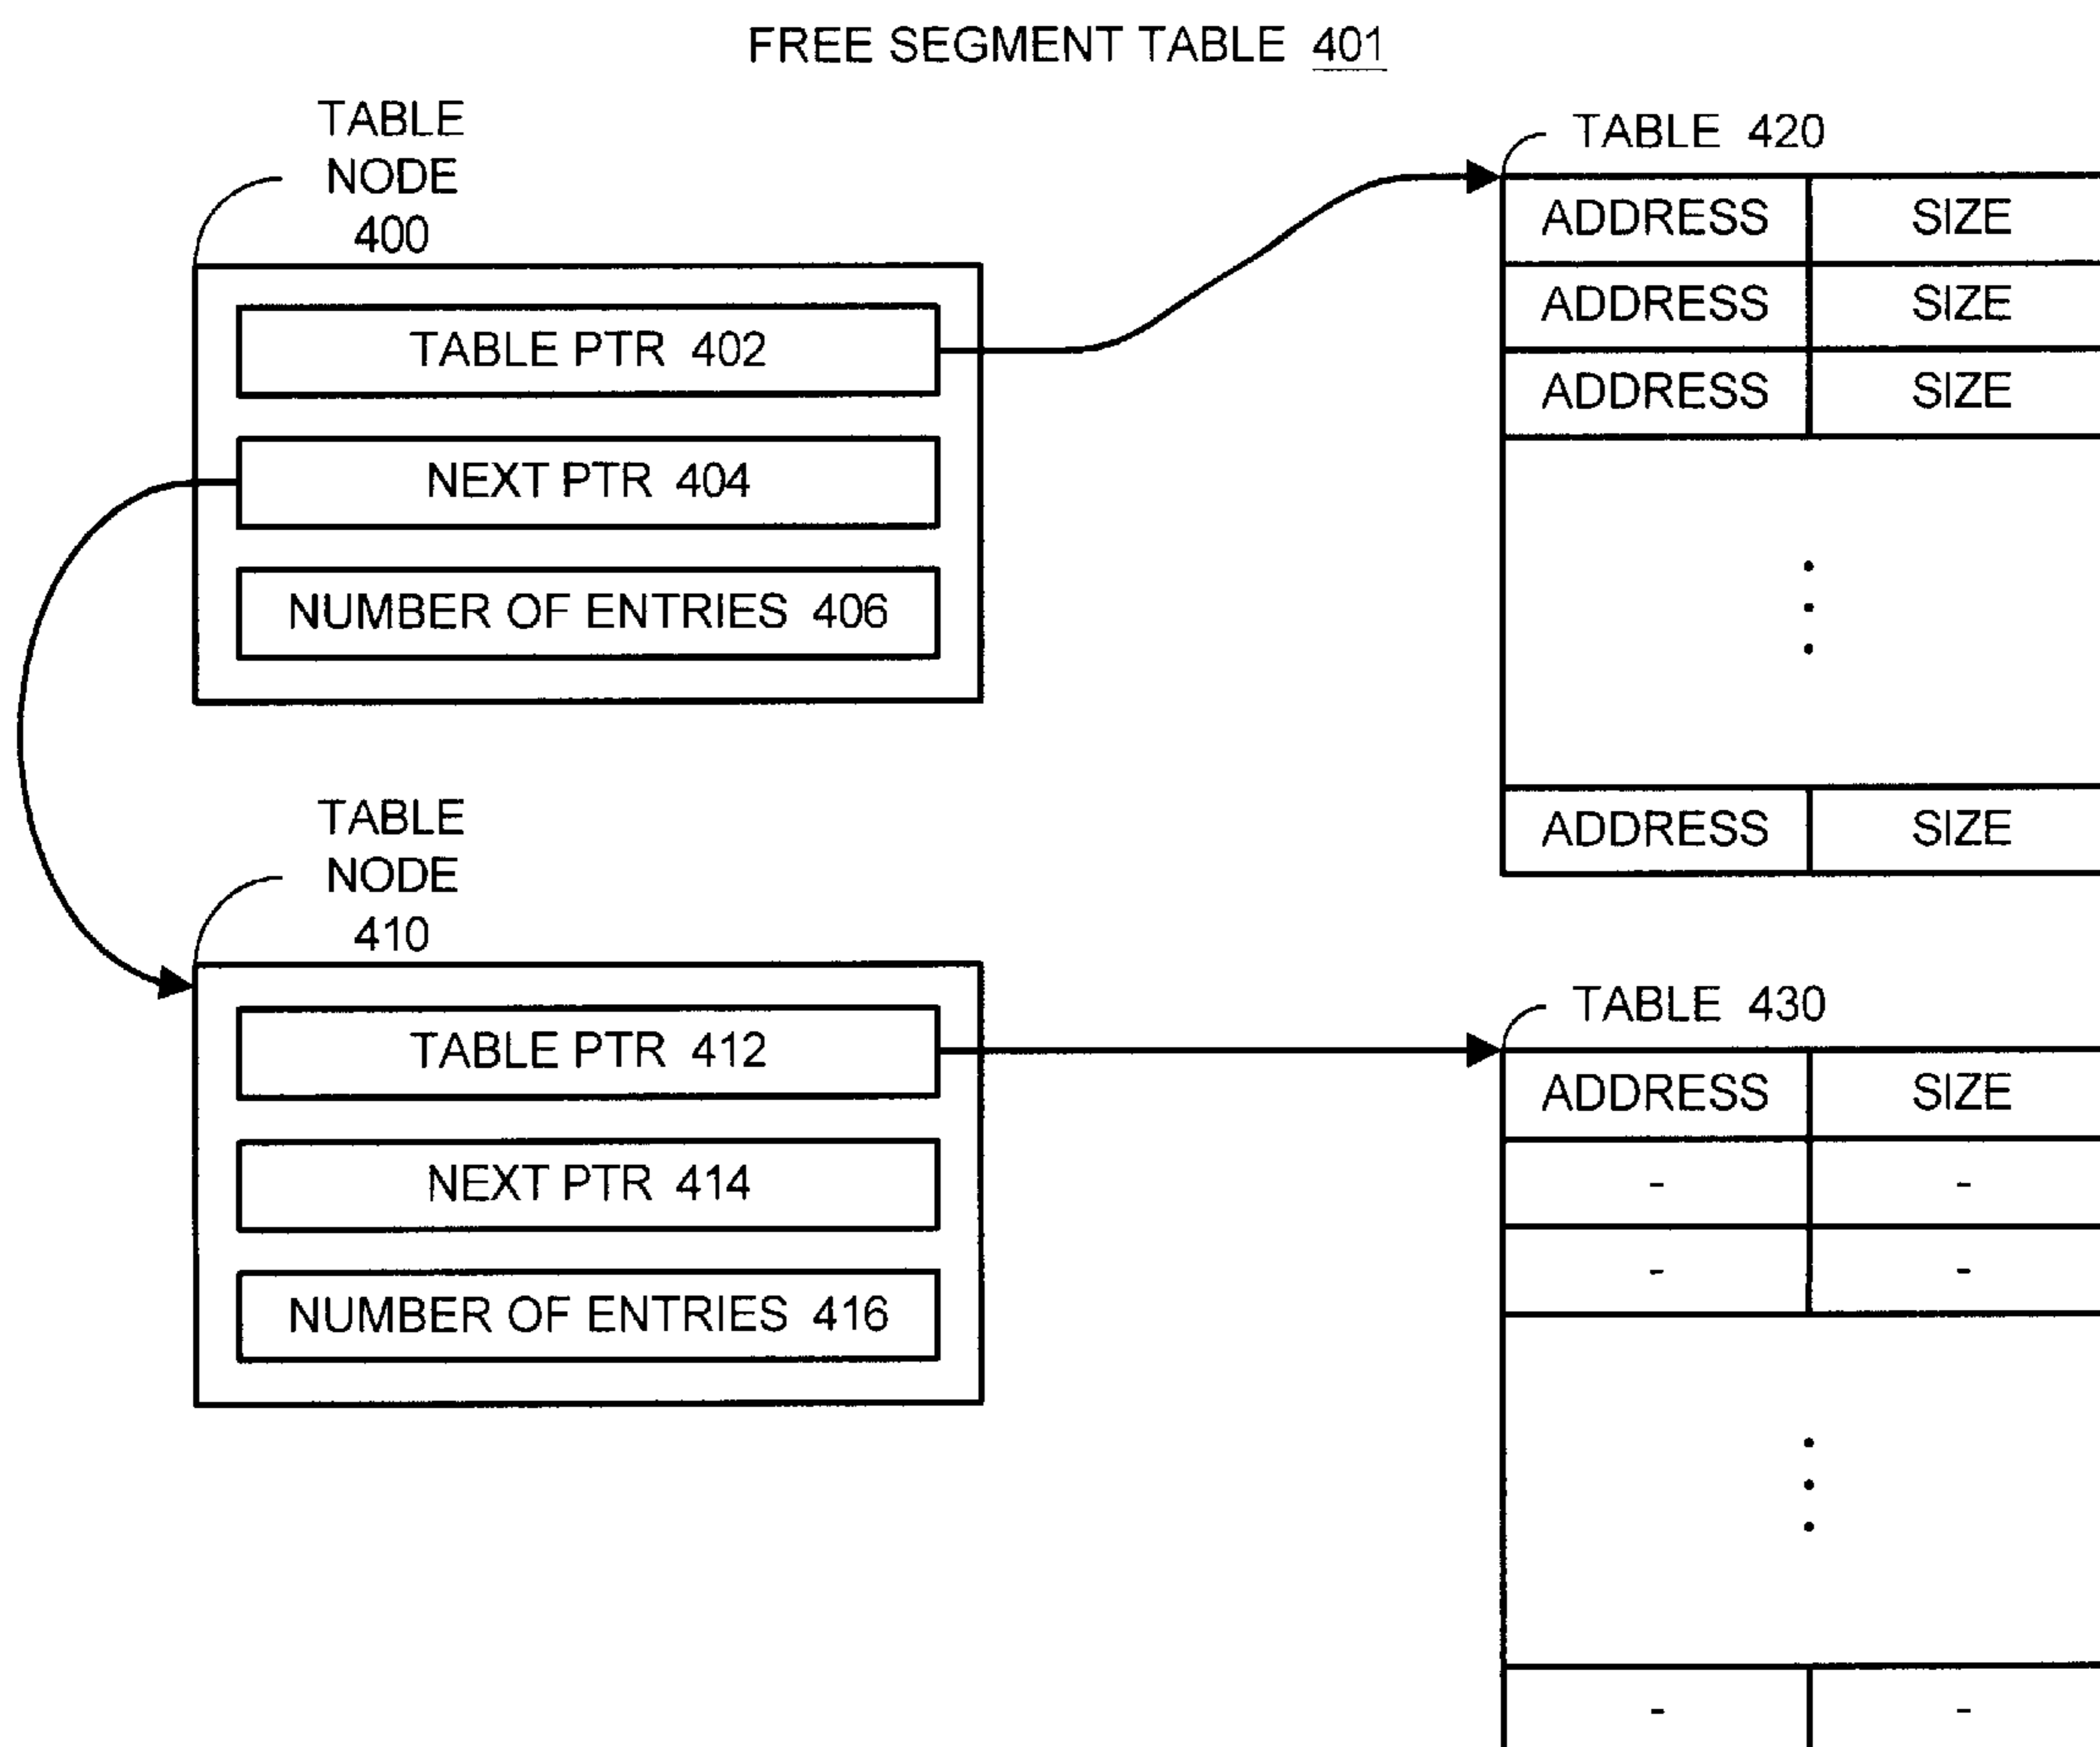 FREE SEGMENT TABLE 401
TABLE
NODE
400
TABLE PTR 402
NEXT PTR 404
NUMBER OF ENTRIES 406
TABLE 420
ADDRESS SIZE
ADDRESS SIZE
ADDRESS SIZE
ADDRESS SIZE
TABLE
NODE
410
TABLE PTR 412
NEXT PTR 414
NUMBER OF ENTRIES 416
TABLE 430
ADDRESS SIZE
- -
- -
- -